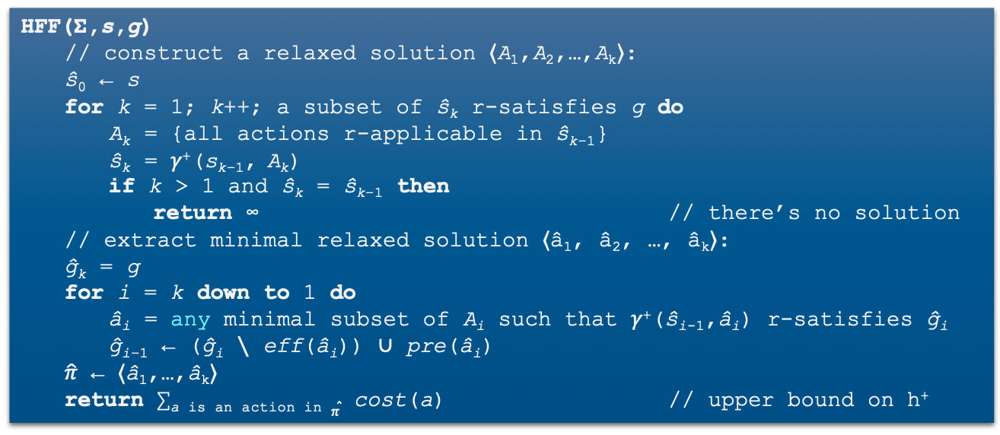 HFF(Σ,s,g)
// construct a relaxed solution ⟨A₁,A₂,…,Aₖ⟩:
ŝ₀ ← s
for k = 1; k++; a subset of ŝₖ r-satisfies g do
Aₖ = {all actions r-applicable in ŝₖ₋₁}
ŝₖ = γ⁺(sₖ₋₁, Aₖ)
if k > 1 and ŝₖ = ŝₖ₋₁ then
return ∞ // there’s no solution
// extract minimal relaxed solution ⟨â₁, â₂, …, âₖ⟩:
ĝₖ = g
for i = k down to 1 do
âᵢ = any minimal subset of Aᵢ such that γ⁺(ŝᵢ₋₁,âᵢ) r-satisfies ĝᵢ
ĝᵢ₋₁ ← (ĝᵢ \ eff(âᵢ)) ∪ pre(âᵢ)
π̂ ← ⟨â₁,…,âₖ⟩
return ∑a is an action in π̂ cost(a) // upper bound on h⁺